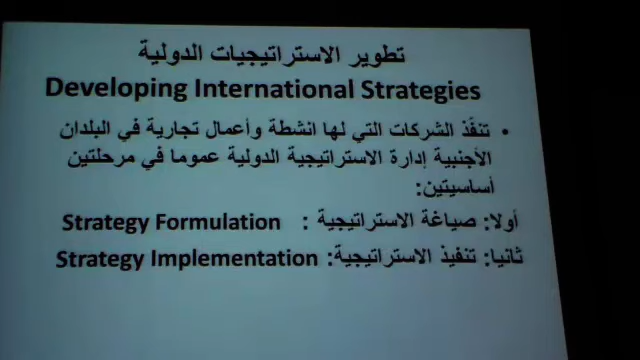 تطوير الاستراتيجيات الدولية
Developing International Strategies
• تنفّذ الشركات التي لها انشطة وأعمال تجارية في البلدان
الأجنبية إدارة الاستراتيجية الدولية عموما في مرحلتين
أساسيتين:
أولا: صياغة الاستراتيجية : Strategy Formulation
ثانيا: تنفيذ الاستراتيجية: Strategy Implementation